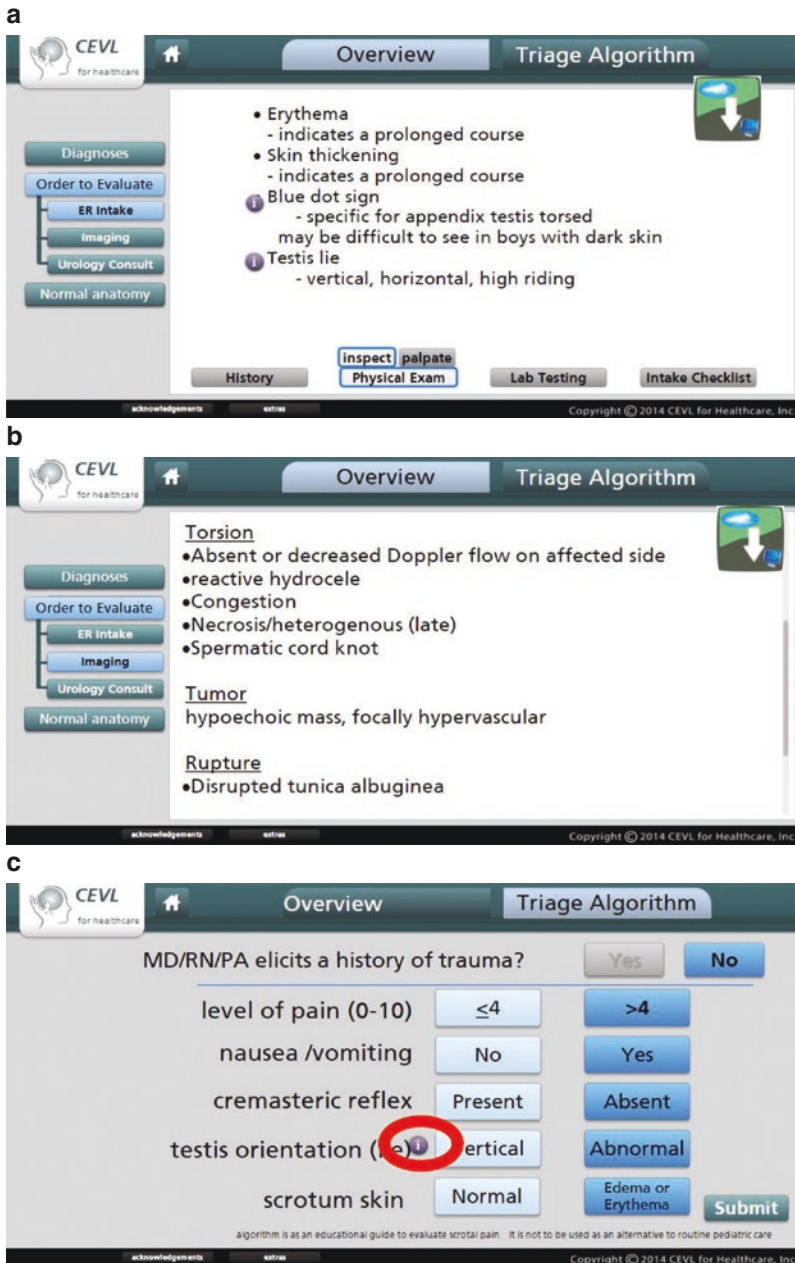 a
CEVL
for healthcare
Overview
Triage Algorithm
• Erythema
- indicates a prolonged course
• Skin thickening
- indicates a prolonged course
i Blue dot sign
- specific for appendix testis torsed
may be difficult to see in boys with dark skin
i Testis lie
- vertical, horizontal, high riding
Diagnoses
Order to Evaluate
ER Intake
Imaging
Urology Consult
Normal anatomy
inspect palpate
History
Physical Exam
Lab Testing
Intake Checklist
acknowledgements extras
Copyright © 2014 CEVL for Healthcare, Inc
b
CEVL
for healthcare
Overview
Triage Algorithm
Diagnoses
Order to Evaluate
ER Intake
Imaging
Urology Consult
Normal anatomy
Torsion
•Absent or decreased Doppler flow on affected side
•reactive hydrocele
•Congestion
•Necrosis/heterogenous (late)
•Spermatic cord knot
Tumor
hypoechoic mass, focally hypervascular
Rupture
•Disrupted tunica albuginea
acknowledgements extras
Copyright © 2014 CEVL for Healthcare, Inc
c
CEVL
for healthcare
Overview
Triage Algorithm
MD/RN/PA elicits a history of trauma? Yes No
level of pain (0-10) ≤4 >4
nausea /vomiting No Yes
cremasteric reflex Present Absent
testis orientation ( e) i ertical Abnormal
scrotum skin Normal Edema or
Erythema
Submit
algorithm is as an educational guide to evaluate scrotal pain. It is not to be used as an alternative to routine pediatric care
acknowledgements extras
Copyright © 2014 CEVL for Healthcare, Inc